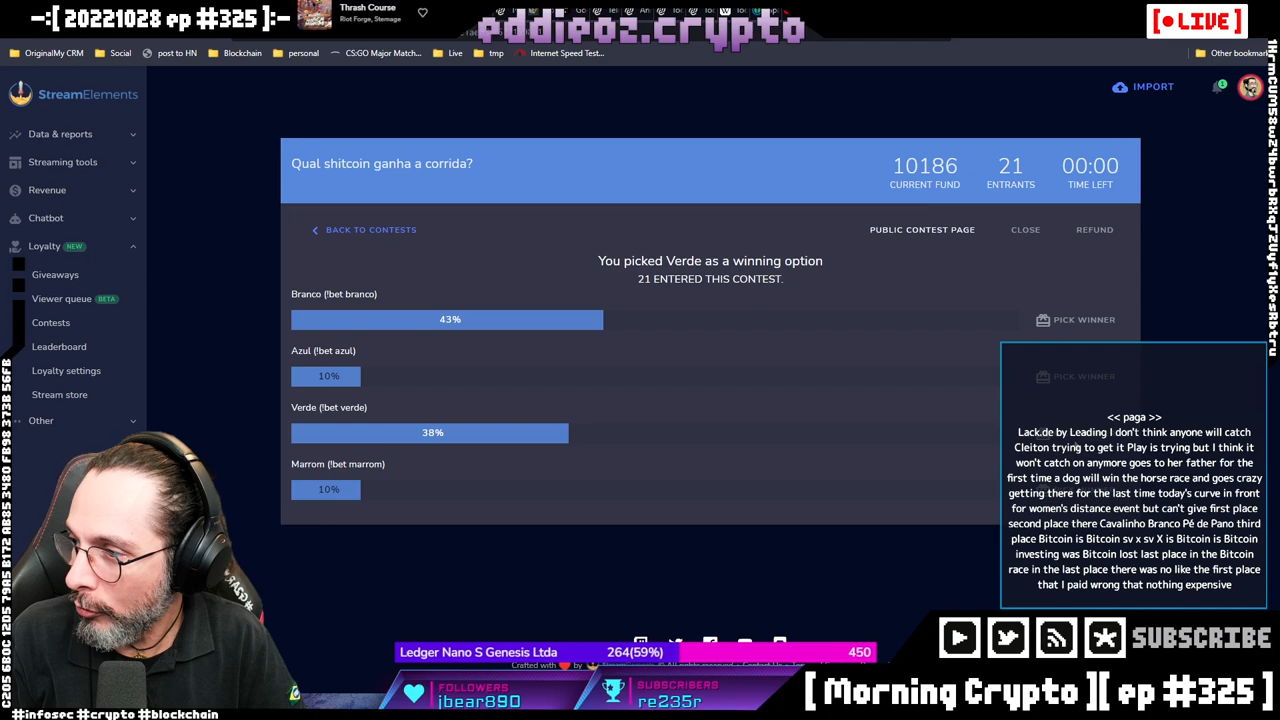 -:[ 20221028 ep #325]:-
Thrash Course
Riot Forge, Stemage
eddieoz.crypto
[●LIVE]
OriginalMy CRM
Social
post to HN
Blockchain
personal
CS:GO Major Match...
Live
tmp
Internet Speed Test...
Other bookmar
StreamElements
IMPORT
1
Data & reports
Streaming tools
Revenue
Chatbot
Loyalty NEW
Giveaways
Viewer queue BETA
Contests
Leaderboard
Loyalty settings
Stream store
Other
Qual shitcoin ganha a corrida?
10186
CURRENT FUND
21
ENTRANTS
00:00
TIME LEFT
BACK TO CONTESTS
PUBLIC CONTEST PAGE
CLOSE
REFUND
You picked Verde as a winning option
21 ENTERED THIS CONTEST.
Branco (!bet branco)
43%
PICK WINNER
Azul (!bet azul)
10%
PICK WINNER
Verde (!bet verde)
38%
Marrom (!bet marrom)
10%
<< paga >>
Lack.de by Leading I don't think anyone will catch
Cleiton trying to get it Play is trying but I think it
won't catch on anymore goes to her father for the
first time a dog will win the horse race and goes crazy
getting there for the last time today's curve in front
for women's distance event but can't give first place
second place there Cavalinho Branco Pé de Pano third
place Bitcoin is Bitcoin sv x sv X is Bitcoin is Bitcoin
investing was Bitcoin lost last place in the Bitcoin
race in the last place there was no like the first place
that I paid wrong that nothing expensive
SUBSCRIBE
Ledger Nano S Genesis Ltda
264(59%)
450
Crafted with
by
FOLLOWERS
jbear890
SUBSCRIBERS
re235r
[ Morning Crypto ][ ep #325 ]
#infosec #crypto #blockchain